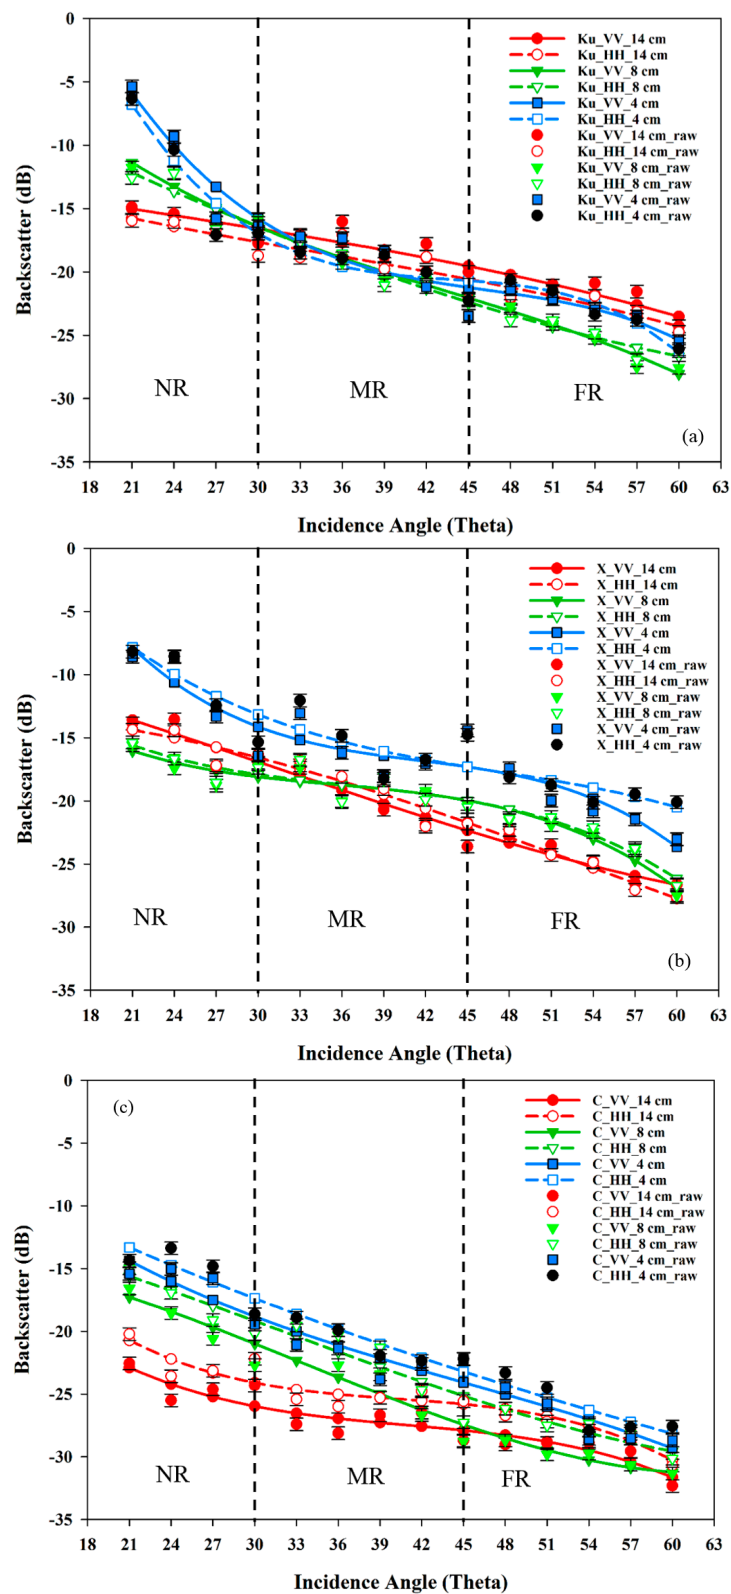 0
-5
-10
-15
-20
-25
-30
-35
Backscatter (dB)
Ku_VV_14 cm
Ku_HH_14 cm
Ku_VV_8 cm
Ku_HH_8 cm
Ku_VV_4 cm
Ku_HH_4 cm
Ku_VV_14 cm_raw
Ku_HH_14 cm_raw
Ku_VV_8 cm_raw
Ku_HH_8 cm_raw
Ku_VV_4 cm_raw
Ku_HH_4 cm_raw
NR MR FR
(a)
18 21 24 27 30 33 36 39 42 45 48 51 54 57 60 63
Incidence Angle (Theta)
0
-5
-10
-15
-20
-25
-30
-35
Backscatter (dB)
X_VV_14 cm
X_HH_14 cm
X_VV_8 cm
X_HH_8 cm
X_VV_4 cm
X_HH_4 cm
X_VV_14 cm_raw
X_HH_14 cm_raw
X_VV_8 cm_raw
X_HH_8 cm_raw
X_VV_4 cm_raw
X_HH_4 cm_raw
NR MR FR
(b)
18 21 24 27 30 33 36 39 42 45 48 51 54 57 60 63
Incidence Angle (Theta)
0
-5
-10
-15
-20
-25
-30
-35
Backscatter (dB)
(c)
C_VV_14 cm
C_HH_14 cm
C_VV_8 cm
C_HH_8 cm
C_VV_4 cm
C_HH_4 cm
C_VV_14 cm_raw
C_HH_14 cm_raw
C_VV_8 cm_raw
C_HH_8 cm_raw
C_VV_4 cm_raw
C_HH_4 cm_raw
NR MR FR
18 21 24 27 30 33 36 39 42 45 48 51 54 57 60 63
Incidence Angle (Theta)